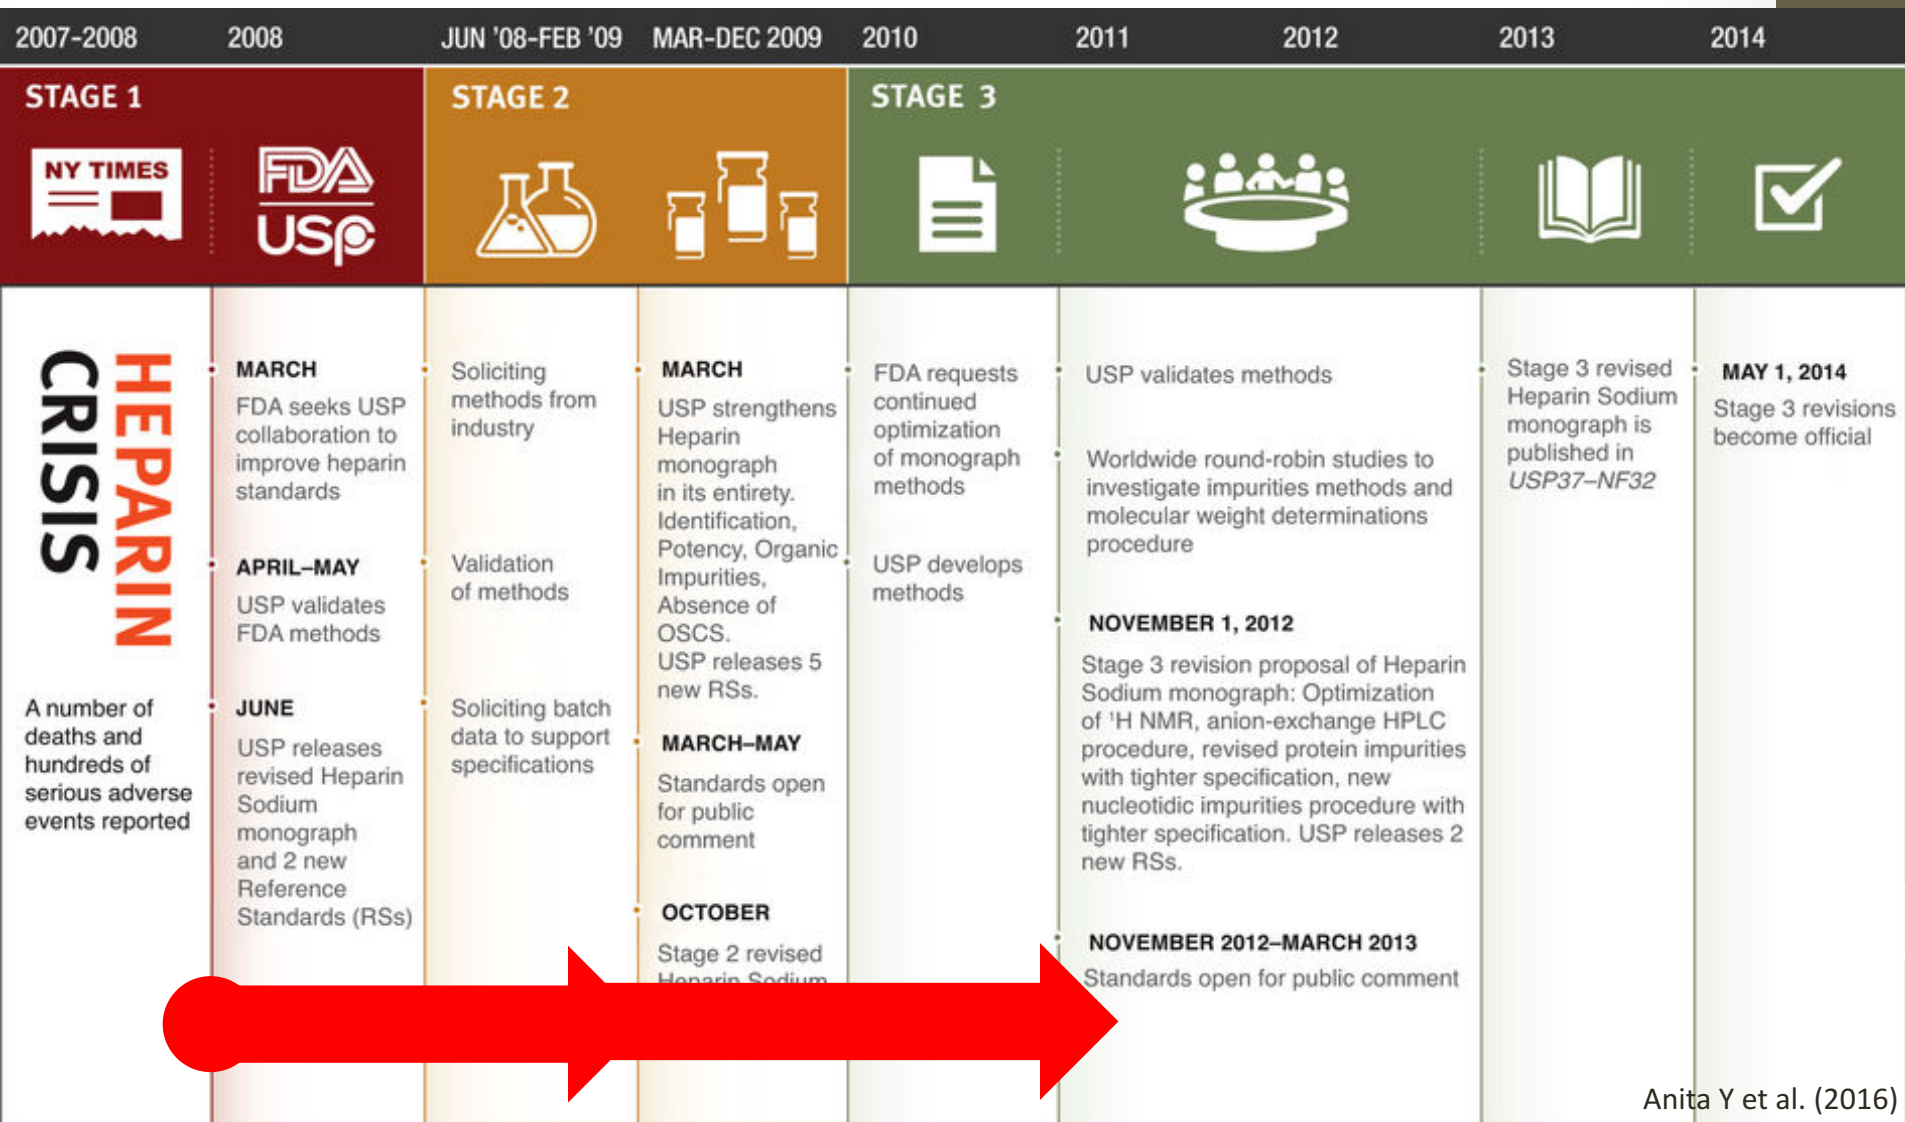 2007-2008
2008
JUN '08-FEB '09
MAR-DEC 2009
2010
2011
2012
2013
2014
STAGE 1
STAGE 2
STAGE 3
NY TIMES
FDA
USP
HEPARIN
CRISIS
A number of
deaths and
hundreds of
serious adverse
events reported
MARCH
FDA seeks USP
collaboration to
improve heparin
standards
APRIL–MAY
USP validates
FDA methods
JUNE
USP releases
revised Heparin
Sodium
monograph
and 2 new
Reference
Standards (RSs)
Soliciting
methods from
industry
Validation
of methods
Soliciting batch
data to support
specifications
MARCH
USP strengthens
Heparin
monograph
in its entirety.
Identification,
Potency, Organic
Impurities,
Absence of
OSCS.
USP releases 5
new RSs.
MARCH–MAY
Standards open
for public
comment
OCTOBER
Stage 2 revised
Heparin Sodium
FDA requests
continued
optimization
of monograph
methods
USP develops
methods
USP validates methods
Worldwide round-robin studies to
investigate impurities methods and
molecular weight determinations
procedure
NOVEMBER 1, 2012
Stage 3 revision proposal of Heparin
Sodium monograph: Optimization
of ¹H NMR, anion-exchange HPLC
procedure, revised protein impurities
with tighter specification, new
nucleotidic impurities procedure with
tighter specification. USP releases 2
new RSs.
NOVEMBER 2012–MARCH 2013
Standards open for public comment
Stage 3 revised
Heparin Sodium
monograph is
published in
USP37–NF32
MAY 1, 2014
Stage 3 revisions
become official
Anita Y et al. (2016)